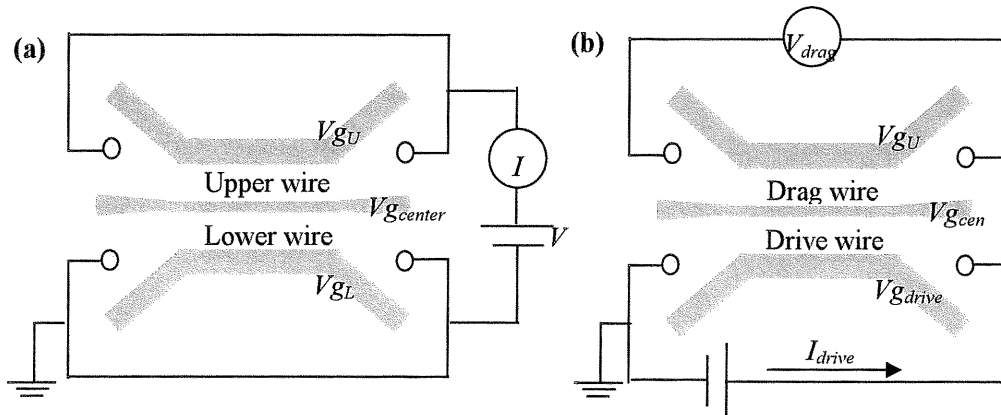 (a)
Vg_U
Upper wire
Vg_center
Lower wire
Vg_L
I
V
(b)
V_drag
Vg_U
Drag wire
Vg_cen
Drive wire
Vg_drive
I_drive